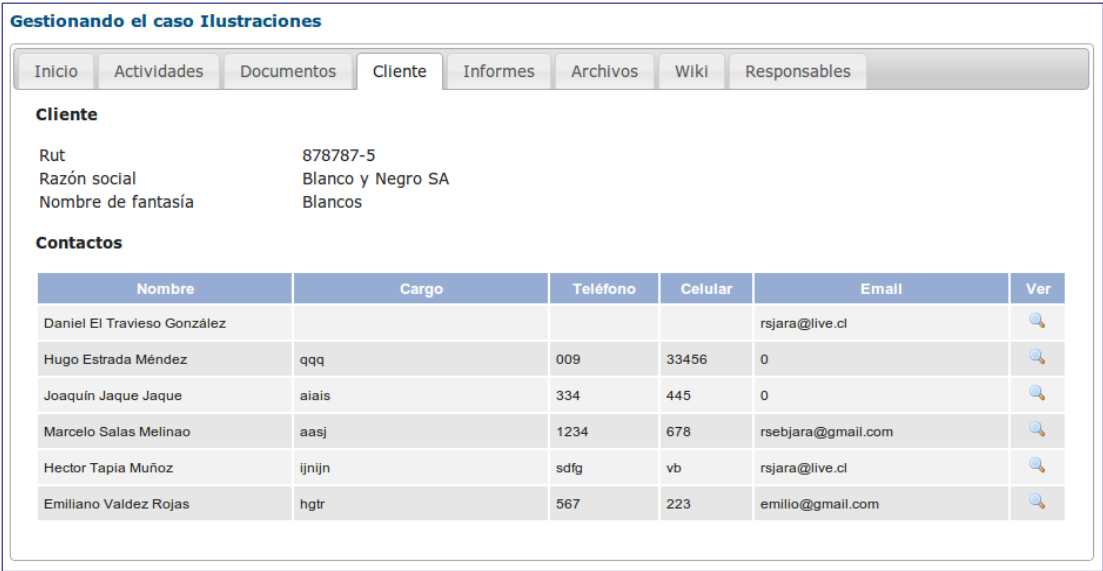 Gestionando el caso Ilustraciones
Inicio Actividades Documentos Cliente Informes Archivos Wiki Responsables
Cliente
Rut 878787-5
Razón social Blanco y Negro SA
Nombre de fantasía Blancos
Contactos
Nombre Cargo Teléfono Celular Email Ver
Daniel El Travieso González rsjara@live.cl
Hugo Estrada Méndez qqq 009 33456 0
Joaquín Jaque Jaque aiais 334 445 0
Marcelo Salas Melinao aasj 1234 678 rsebjara@gmail.com
Hector Tapia Muñoz ijnijn sdfg vb rsjara@live.cl
Emiliano Valdez Rojas hgtr 567 223 emilio@gmail.com